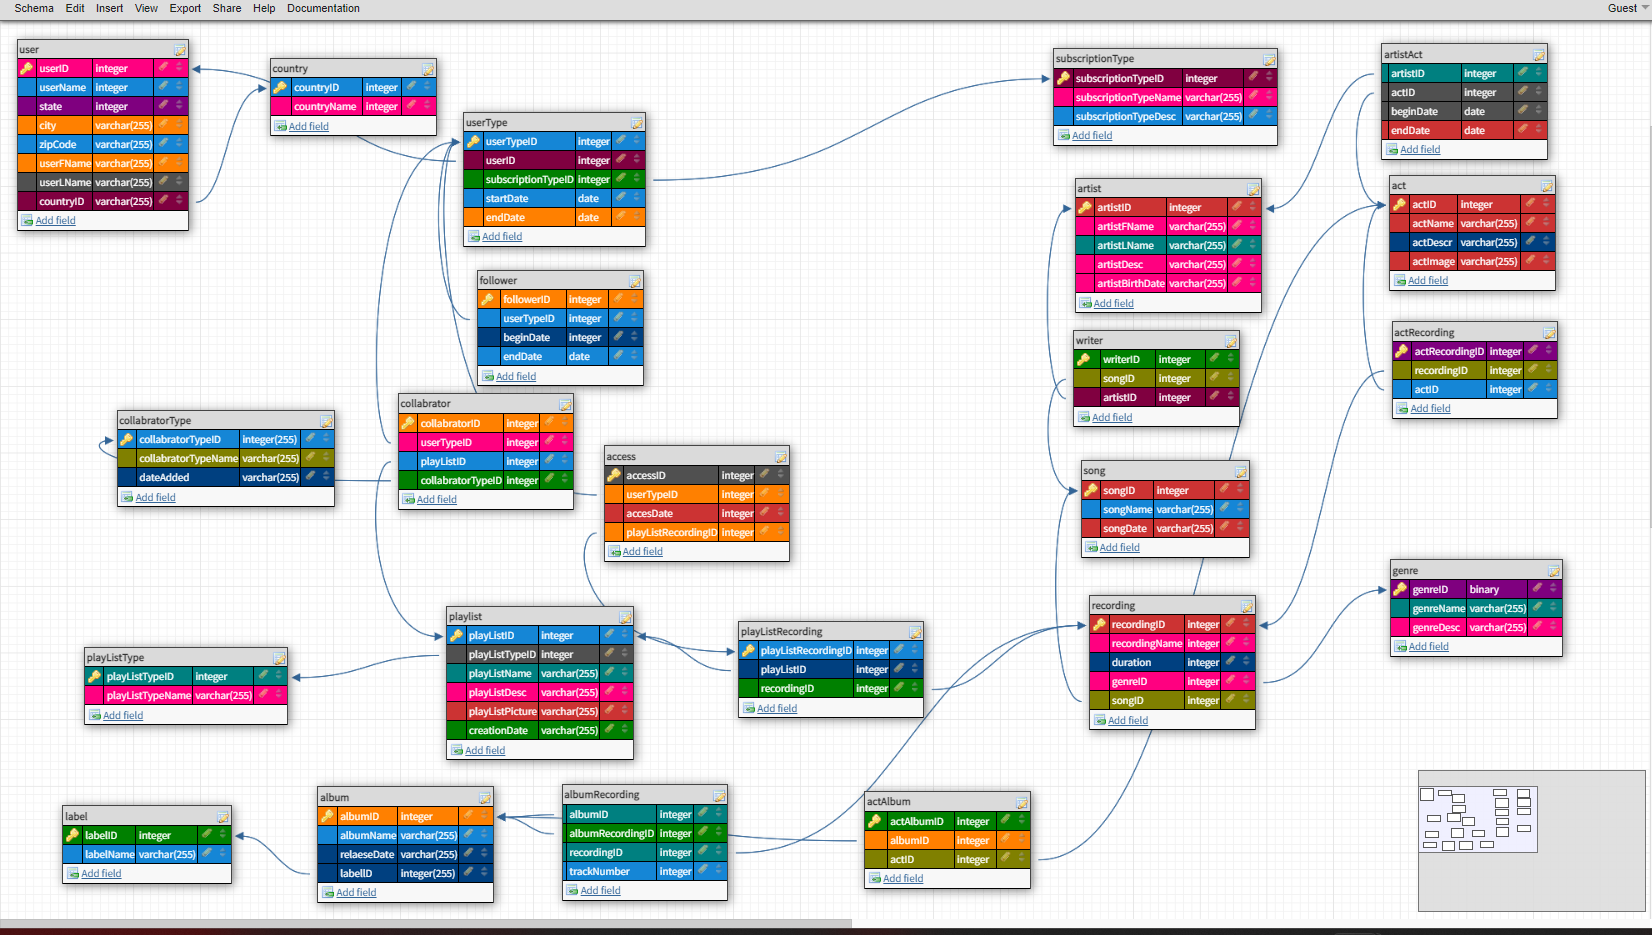 Schema Edit Insert View Export Share Help Documentation Guest
user
userID integer
userName integer
state integer
city varchar(255)
zipCode varchar(255)
userFName varchar(255)
userLName varchar(255)
countryID varchar(255)
Add field
country
countryID integer
countryName integer
Add field
userType
userTypeID integer
userID integer
subscriptionTypeID integer
startDate date
endDate date
Add field
subscriptionType
subscriptionTypeID integer
subscriptionTypeName varchar(255)
subscriptionTypeDesc varchar(255)
Add field
artistAct
artistID integer
actID integer
beginDate date
endDate date
Add field
artist
artistID integer
artistFName varchar(255)
artistLName varchar(255)
artistDesc varchar(255)
artistBirthDate varchar(255)
Add field
act
actID integer
actName varchar(255)
actDescr varchar(255)
actImage varchar(255)
Add field
follower
followerID integer
userTypeID integer
beginDate integer
endDate date
Add field
writer
writerID integer
songID integer
artistID integer
Add field
actRecording
actRecordingID integer
recordingID integer
actID integer
Add field
collabratorType
collabratorTypeID integer(255)
collabratorTypeName varchar(255)
dateAdded varchar(255)
Add field
collabrator
collabratorID integer
userTypeID integer
playListID integer
collabratorTypeID integer
Add field
access
accessID integer
userTypeID integer
accesDate integer
playListRecordingID integer
Add field
song
songID integer
songName varchar(255)
songDate varchar(255)
Add field
genre
genreID binary
genreName varchar(255)
genreDesc varchar(255)
Add field
playlist
playListID integer
playListTypeID integer
playListName varchar(255)
playListDesc varchar(255)
playListPicture varchar(255)
creationDate varchar(255)
Add field
playListRecording
playListRecordingID integer
playListID integer
recordingID integer
Add field
recording
recordingID integer
recordingName integer
duration integer
genreID integer
songID integer
Add field
playListType
playListTypeID integer
playListTypeName varchar(255)
Add field
label
labelID integer
labelName varchar(255)
Add field
album
albumID integer
albumName varchar(255)
relaeseDate varchar(255)
labelID integer(255)
Add field
albumRecording
albumID integer
albumRecordingID integer
recordingID integer
trackNumber integer
Add field
actAlbum
actAlbumID integer
albumID integer
actID integer
Add field